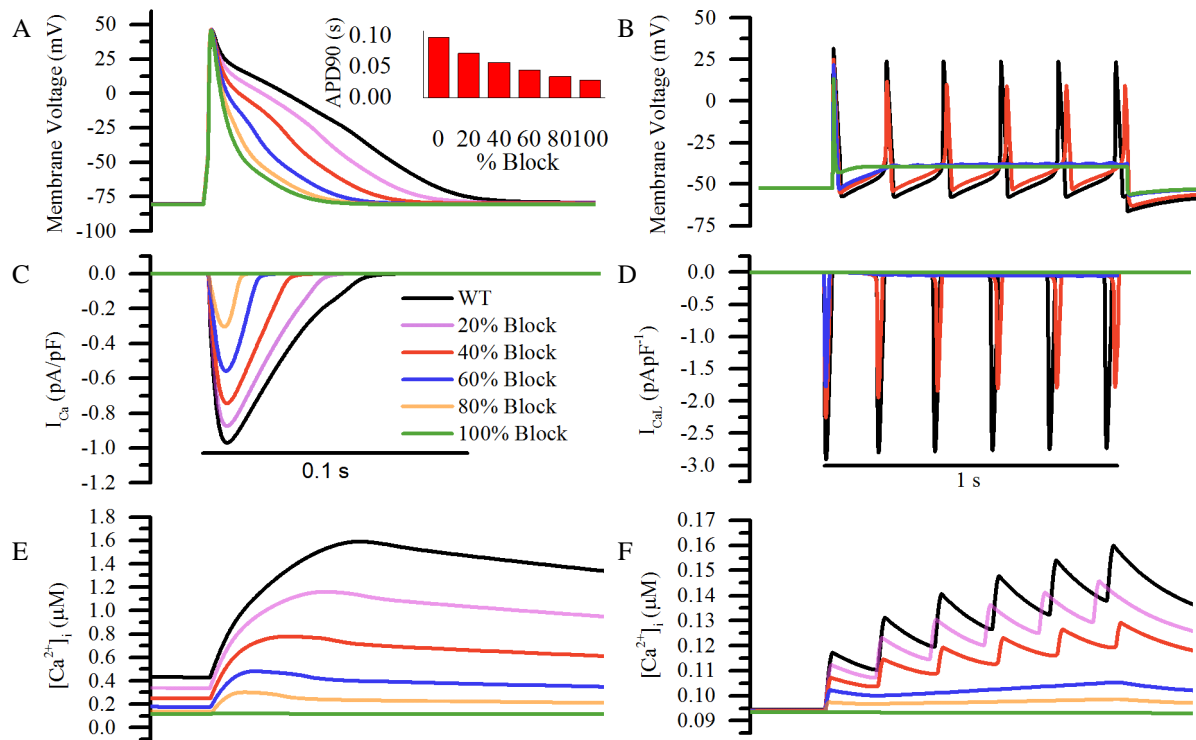 A
Membrane Voltage (mV)
50
25
0
-25
-50
-75
-100
APD90 (s)
0.10
0.05
0.00
0 20 40 60 80100
% Block
B
Membrane Voltage (mV)
50
25
0
-25
-50
-75
C
I_Ca (pA/pF)
0.0
-0.2
-0.4
-0.6
-0.8
-1.0
-1.2
WT
20% Block
40% Block
60% Block
80% Block
100% Block
0.1 s
D
I_CaL (pApF⁻¹)
0.0
-0.5
-1.0
-1.5
-2.0
-2.5
-3.0
1 s
E
[Ca²⁺]ᵢ (μM)
1.8
1.6
1.4
1.2
1.0
0.8
0.6
0.4
0.2
0.0
F
[Ca²⁺]ᵢ (μM)
0.17
0.16
0.15
0.14
0.13
0.12
0.11
0.10
0.09